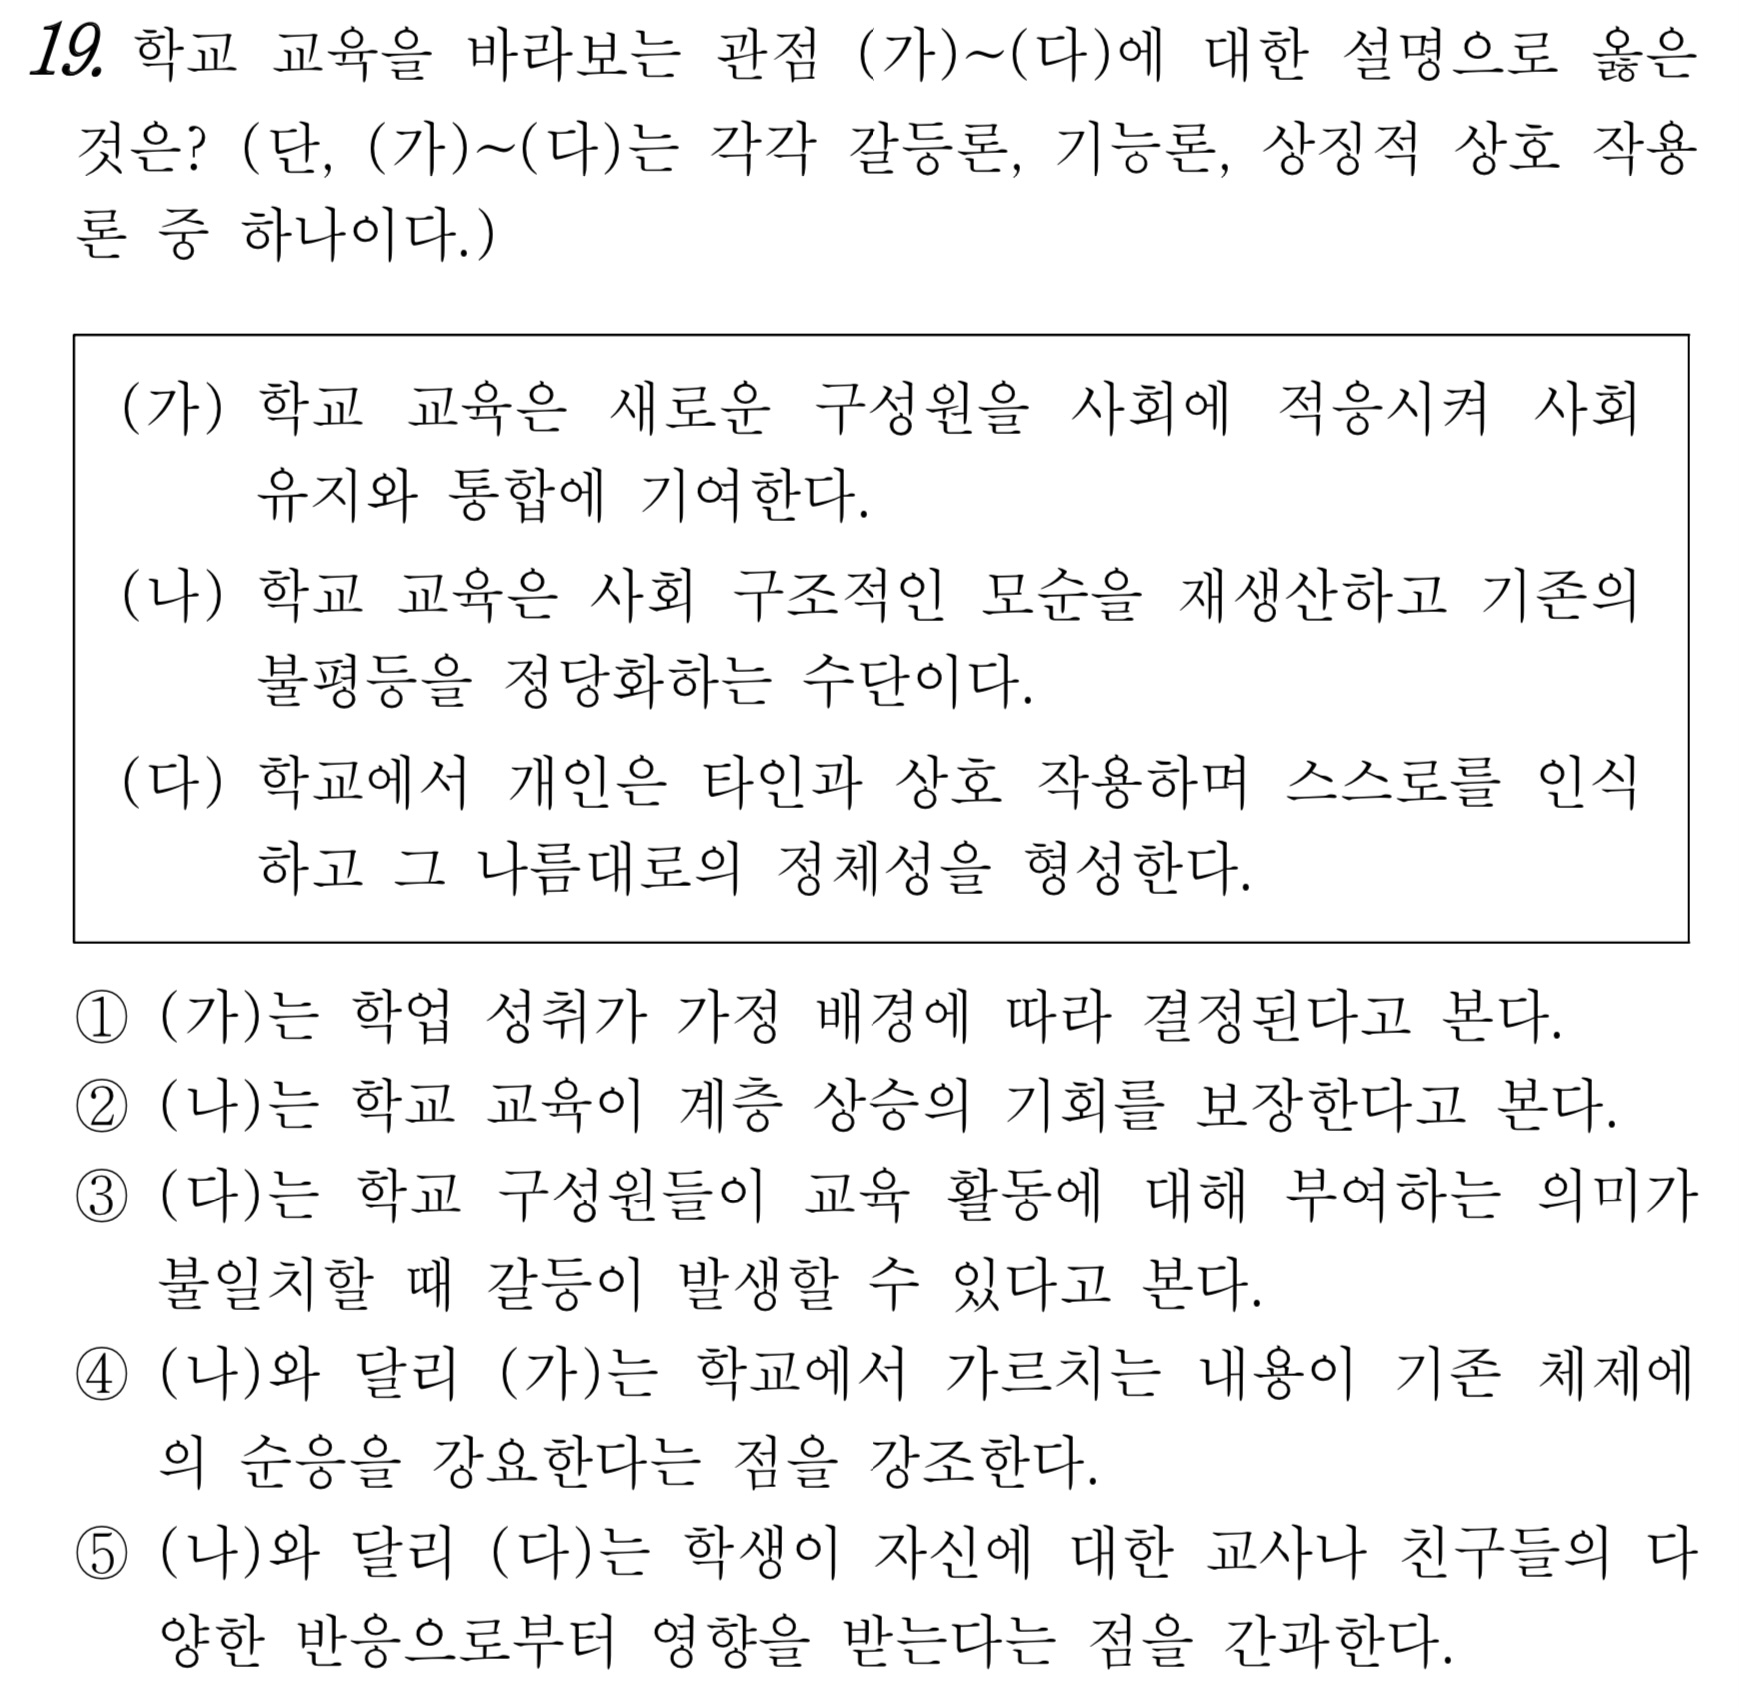 19. 학교 교육을 바라보는 관점 (가)~(다)에 대한 설명으로 옳은
것은? (단, (가)~(다)는 각각 갈등론, 기능론, 상징적 상호 작용
론 중 하나이다.)
(가) 학교 교육은 새로운 구성원을 사회에 적응시켜 사회
유지와 통합에 기여한다.
(나) 학교 교육은 사회 구조적인 모순을 재생산하고 기존의
불평등을 정당화하는 수단이다.
(다) 학교에서 개인은 타인과 상호 작용하며 스스로를 인식
하고 그 나름대로의 정체성을 형성한다.
① (가)는 학업 성취가 가정 배경에 따라 결정된다고 본다.
② (나)는 학교 교육이 계층 상승의 기회를 보장한다고 본다.
③ (다)는 학교 구성원들이 교육 활동에 대해 부여하는 의미가
불일치할 때 갈등이 발생할 수 있다고 본다.
④ (나)와 달리 (가)는 학교에서 가르치는 내용이 기존 체제에
의 순응을 강요한다는 점을 강조한다.
⑤ (나)와 달리 (다)는 학생이 자신에 대한 교사나 친구들의 다
양한 반응으로부터 영향을 받는다는 점을 간과한다.